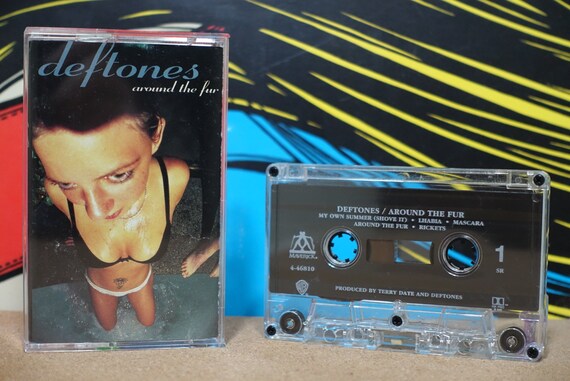 deftones
around the fur
DEFTONES / AROUND THE FUR
MY OWN SUMMER (SHOVE IT) • LHABIA • MASCARA
AROUND THE FUR • RICKETS
MAVERICK
4-46810
1
PRODUCED BY TERRY DATE AND DEFTONES